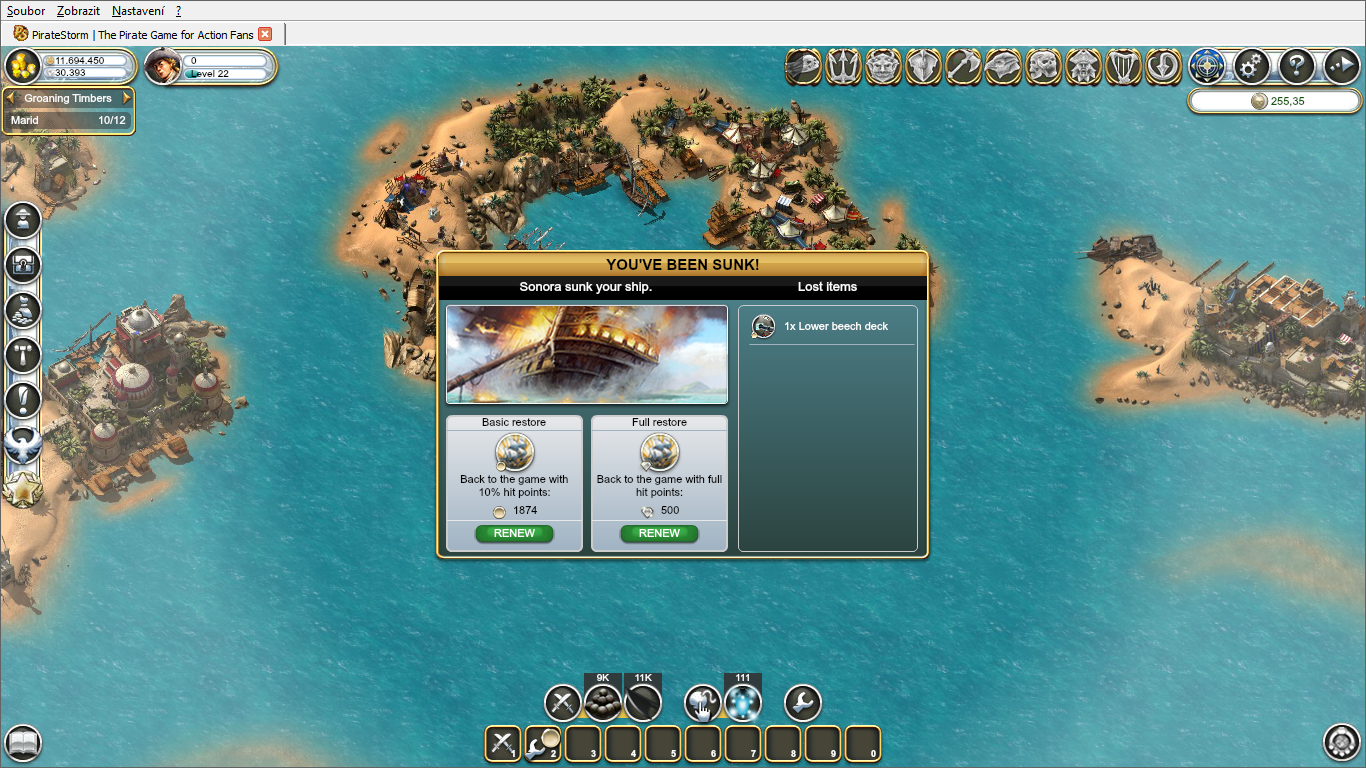 Soubor Zobrazit Nastavení ?
PirateStorm | The Pirate Game for Action Fans
11.694.450
30.393
0
Level 22
Groaning Timbers
Marid 10/12
255,35
YOU'VE BEEN SUNK!
Sonora sunk your ship.
Lost items
1x Lower beech deck
Basic restore
Back to the game with
10% hit points:
1874
RENEW
Full restore
Back to the game with full
hit points:
500
RENEW
9K 11K 111
1 2 3 4 5 6 7 8 9 0